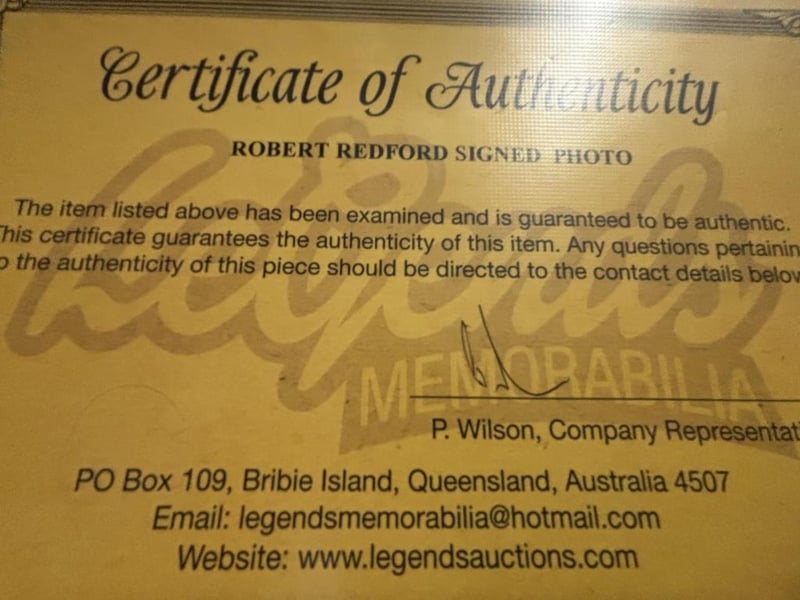 Certificate of Authenticity
ROBERT REDFORD SIGNED PHOTO
The item listed above has been examined and is guaranteed to be authentic.
This certificate guarantees the authenticity of this item. Any questions pertainin
o the authenticity of this piece should be directed to the contact details below
Legends
MEMORABILIA
P. Wilson, Company Representat
PO Box 109, Bribie Island, Queensland, Australia 4507
Email: legendsmemorabilia@hotmail.com
Website: www.legendsauctions.com